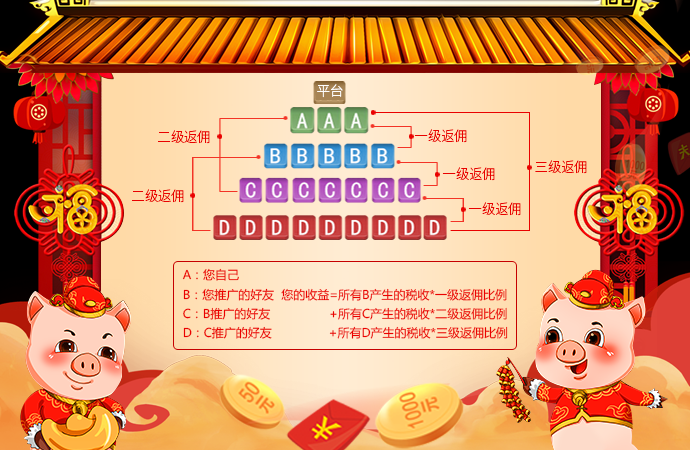 平台
A A A
一级返佣
二级返佣
B B B B B
三级返佣
一级返佣
C C C C C C C
二级返佣
一级返佣
D D D D D D D D D
福
福
A：您自己
B：您推广的好友 您的收益=所有B产生的税收*一级返佣比例
C：B推广的好友 +所有C产生的税收*二级返佣比例
D：C推广的好友 +所有D产生的税收*三级返佣比例
50元
¥
1000元